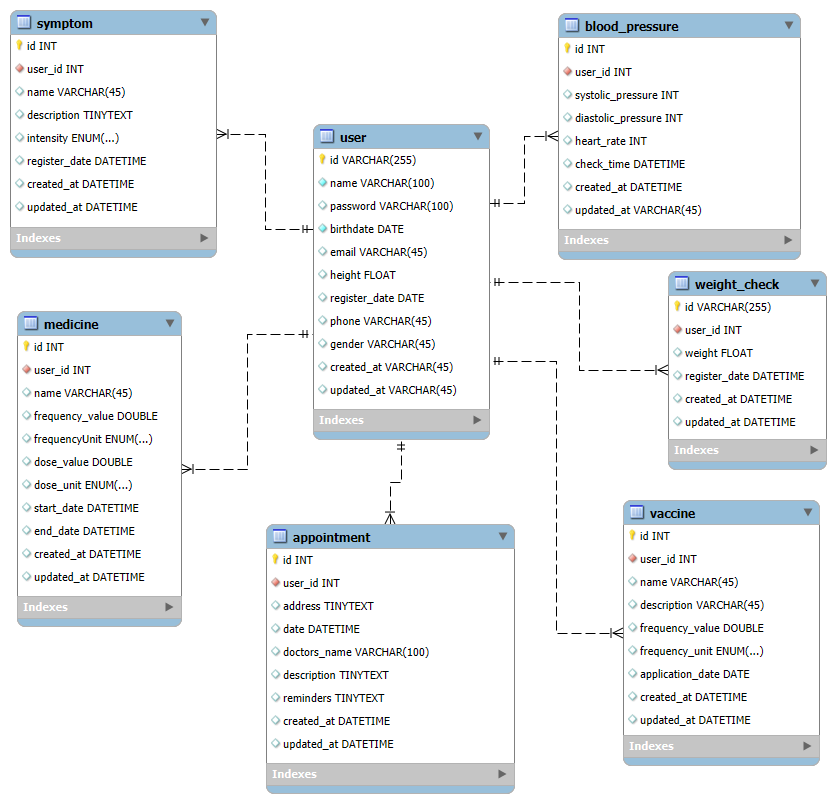 symptom
id INT
user_id INT
name VARCHAR(45)
description TINYTEXT
intensity ENUM(...)
register_date DATETIME
created_at DATETIME
updated_at DATETIME
Indexes
blood_pressure
id INT
user_id INT
systolic_pressure INT
diastolic_pressure INT
heart_rate INT
check_time DATETIME
created_at DATETIME
updated_at VARCHAR(45)
Indexes
user
id VARCHAR(255)
name VARCHAR(100)
password VARCHAR(100)
birthdate DATE
email VARCHAR(45)
height FLOAT
register_date DATE
phone VARCHAR(45)
gender VARCHAR(45)
created_at VARCHAR(45)
updated_at VARCHAR(45)
Indexes
weight_check
id VARCHAR(255)
user_id INT
weight FLOAT
register_date DATETIME
created_at DATETIME
updated_at DATETIME
Indexes
medicine
id INT
user_id INT
name VARCHAR(45)
frequency_value DOUBLE
frequencyUnit ENUM(...)
dose_value DOUBLE
dose_unit ENUM(...)
start_date DATETIME
end_date DATETIME
created_at DATETIME
updated_at DATETIME
Indexes
appointment
id INT
user_id INT
address TINYTEXT
date DATETIME
doctors_name VARCHAR(100)
description TINYTEXT
reminders TINYTEXT
created_at DATETIME
updated_at DATETIME
Indexes
vaccine
id INT
user_id INT
name VARCHAR(45)
description VARCHAR(45)
frequency_value DOUBLE
frequency_unit ENUM(...)
application_date DATE
created_at DATETIME
updated_at DATETIME
Indexes